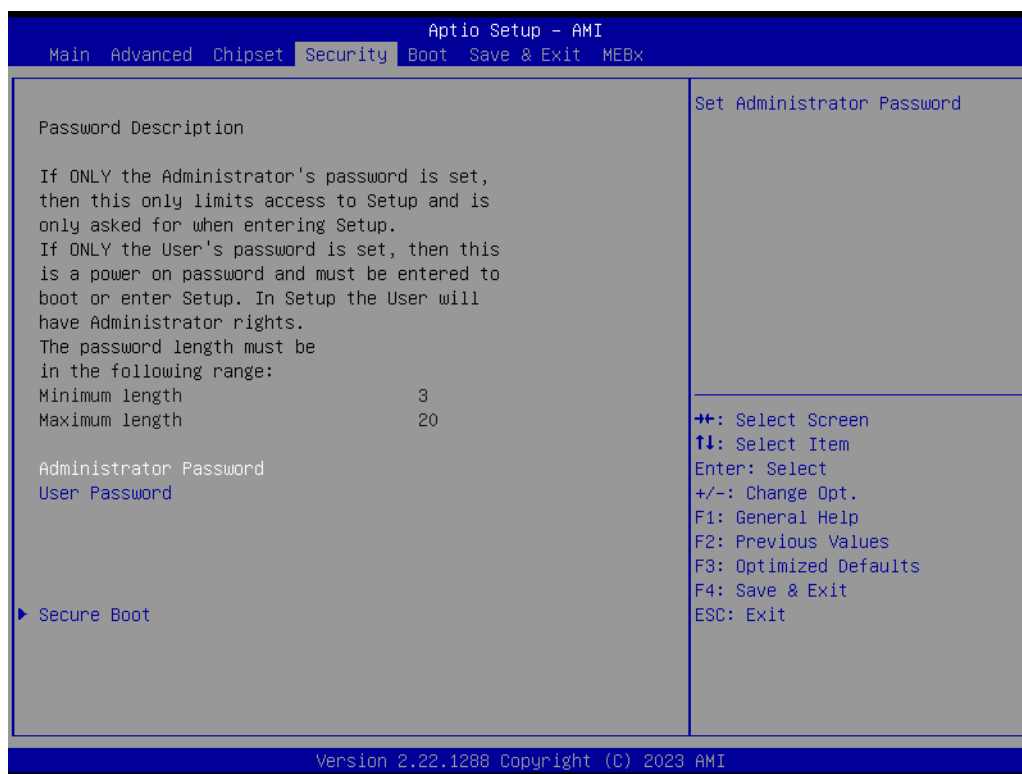 Aptio Setup – AMI
Main Advanced Chipset Security Boot Save & Exit MEBx
Password Description
If ONLY the Administrator's password is set,
then this only limits access to Setup and is
only asked for when entering Setup.
If ONLY the User's password is set, then this
is a power on password and must be entered to
boot or enter Setup. In Setup the User will
have Administrator rights.
The password length must be
in the following range:
Minimum length 3
Maximum length 20
Administrator Password
User Password
▶ Secure Boot
Set Administrator Password
→←: Select Screen
↑↓: Select Item
Enter: Select
+/-: Change Opt.
F1: General Help
F2: Previous Values
F3: Optimized Defaults
F4: Save & Exit
ESC: Exit
Version 2.22.1288 Copyright (C) 2023 AMI